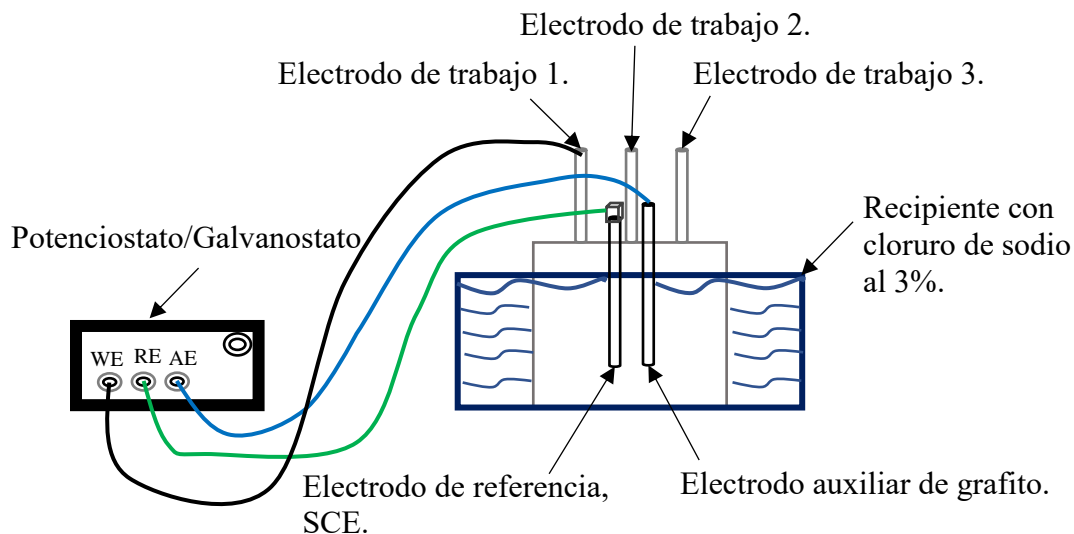 Electrodo de trabajo 2.
Electrodo de trabajo 1.
Electrodo de trabajo 3.
Recipiente con
cloruro de sodio
al 3%.
Potenciostato/Galvanostato
WE RE AE
Electrodo de referencia,
SCE.
Electrodo auxiliar de grafito.